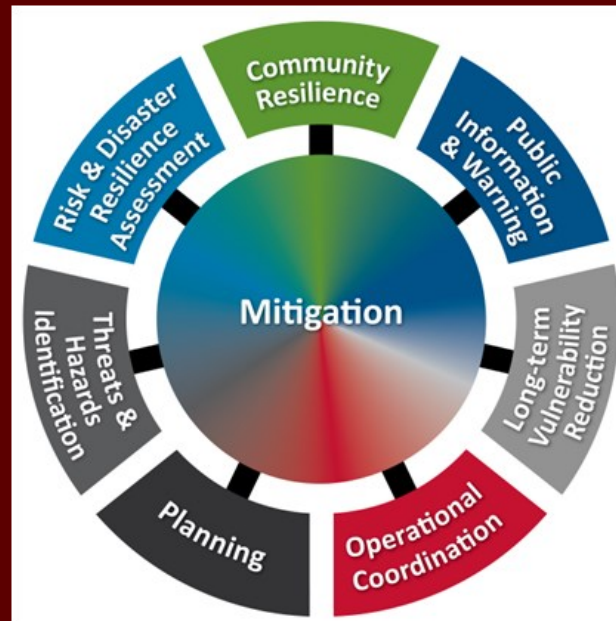 Community
Resilience
Public
Information
& Warning
Long-term
Vulnerability
Reduction
Operational
Coordination
Planning
Threats &
Hazards
Identification
Risk & Disaster
Resilience
Assessment
Mitigation